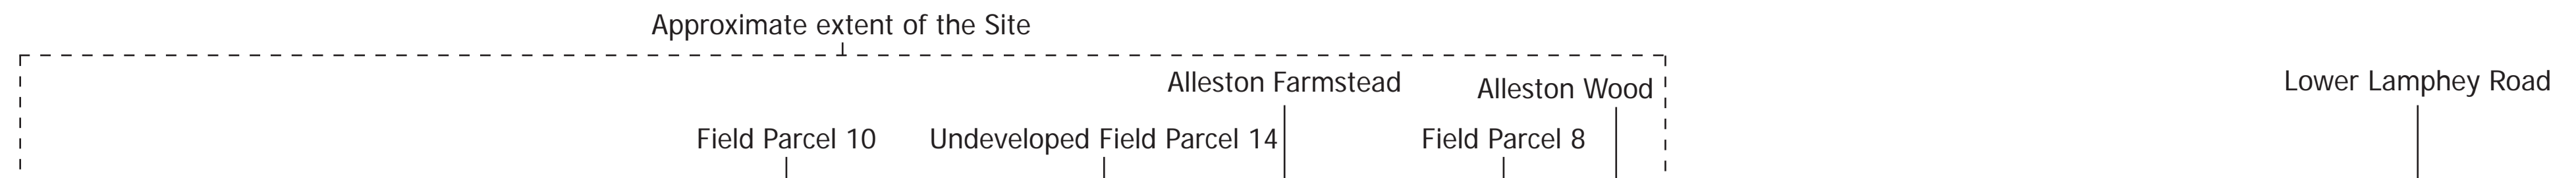 Approximate extent of the Site
Alleston Farmstead
Alleston Wood
Lower Lamphey Road
Field Parcel 10
Undeveloped Field Parcel 14
Field Parcel 8